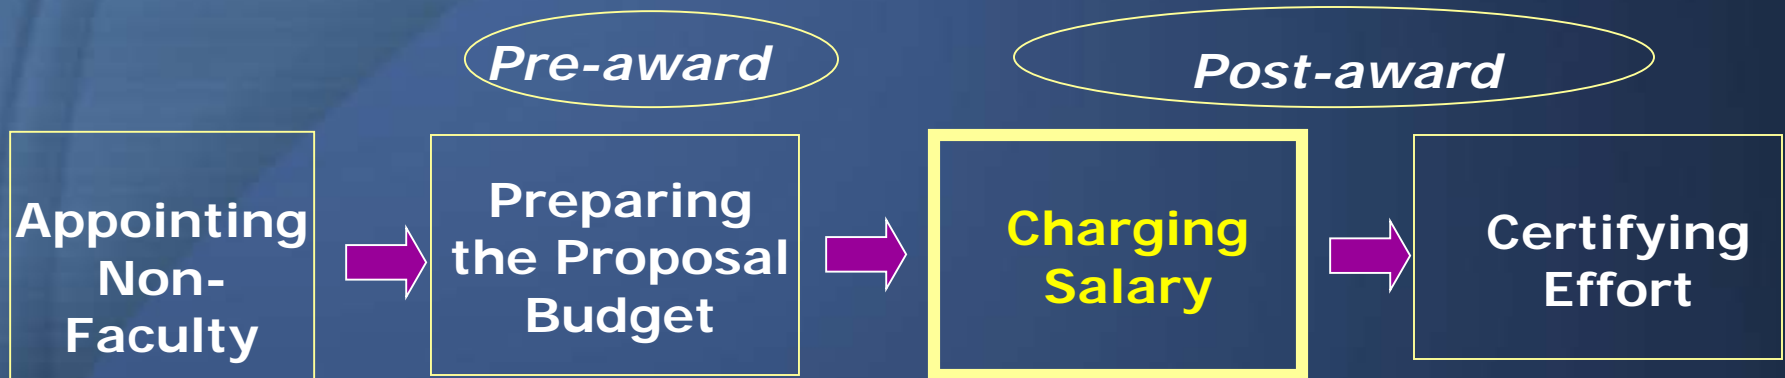 Pre-award
Post-award
Appointing
Non-
Faculty
Preparing
the Proposal
Budget
Charging
Salary
Certifying
Effort